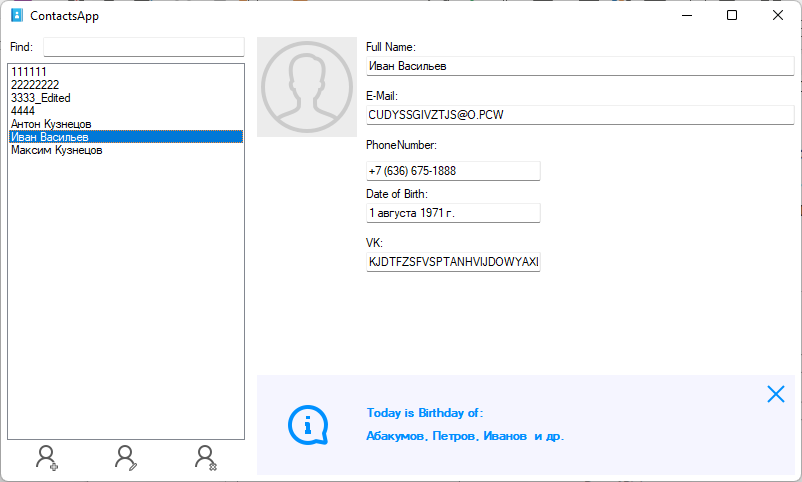 ContactsApp
Find:
111111
22222222
3333_Edited
4444
Антон Кузнецов
Иван Васильев
Максим Кузнецов
Full Name:
Иван Васильев
E-Mail:
CUDYSSGIVZTJS@O.PCW
PhoneNumber:
+7 (636) 675-1888
Date of Birth:
1 августа 1971 г.
VK:
KJDTFZSFVSPTANHVIJDOWYAXI
Today is Birthday of:
Абакумов, Петров, Иванов и др.